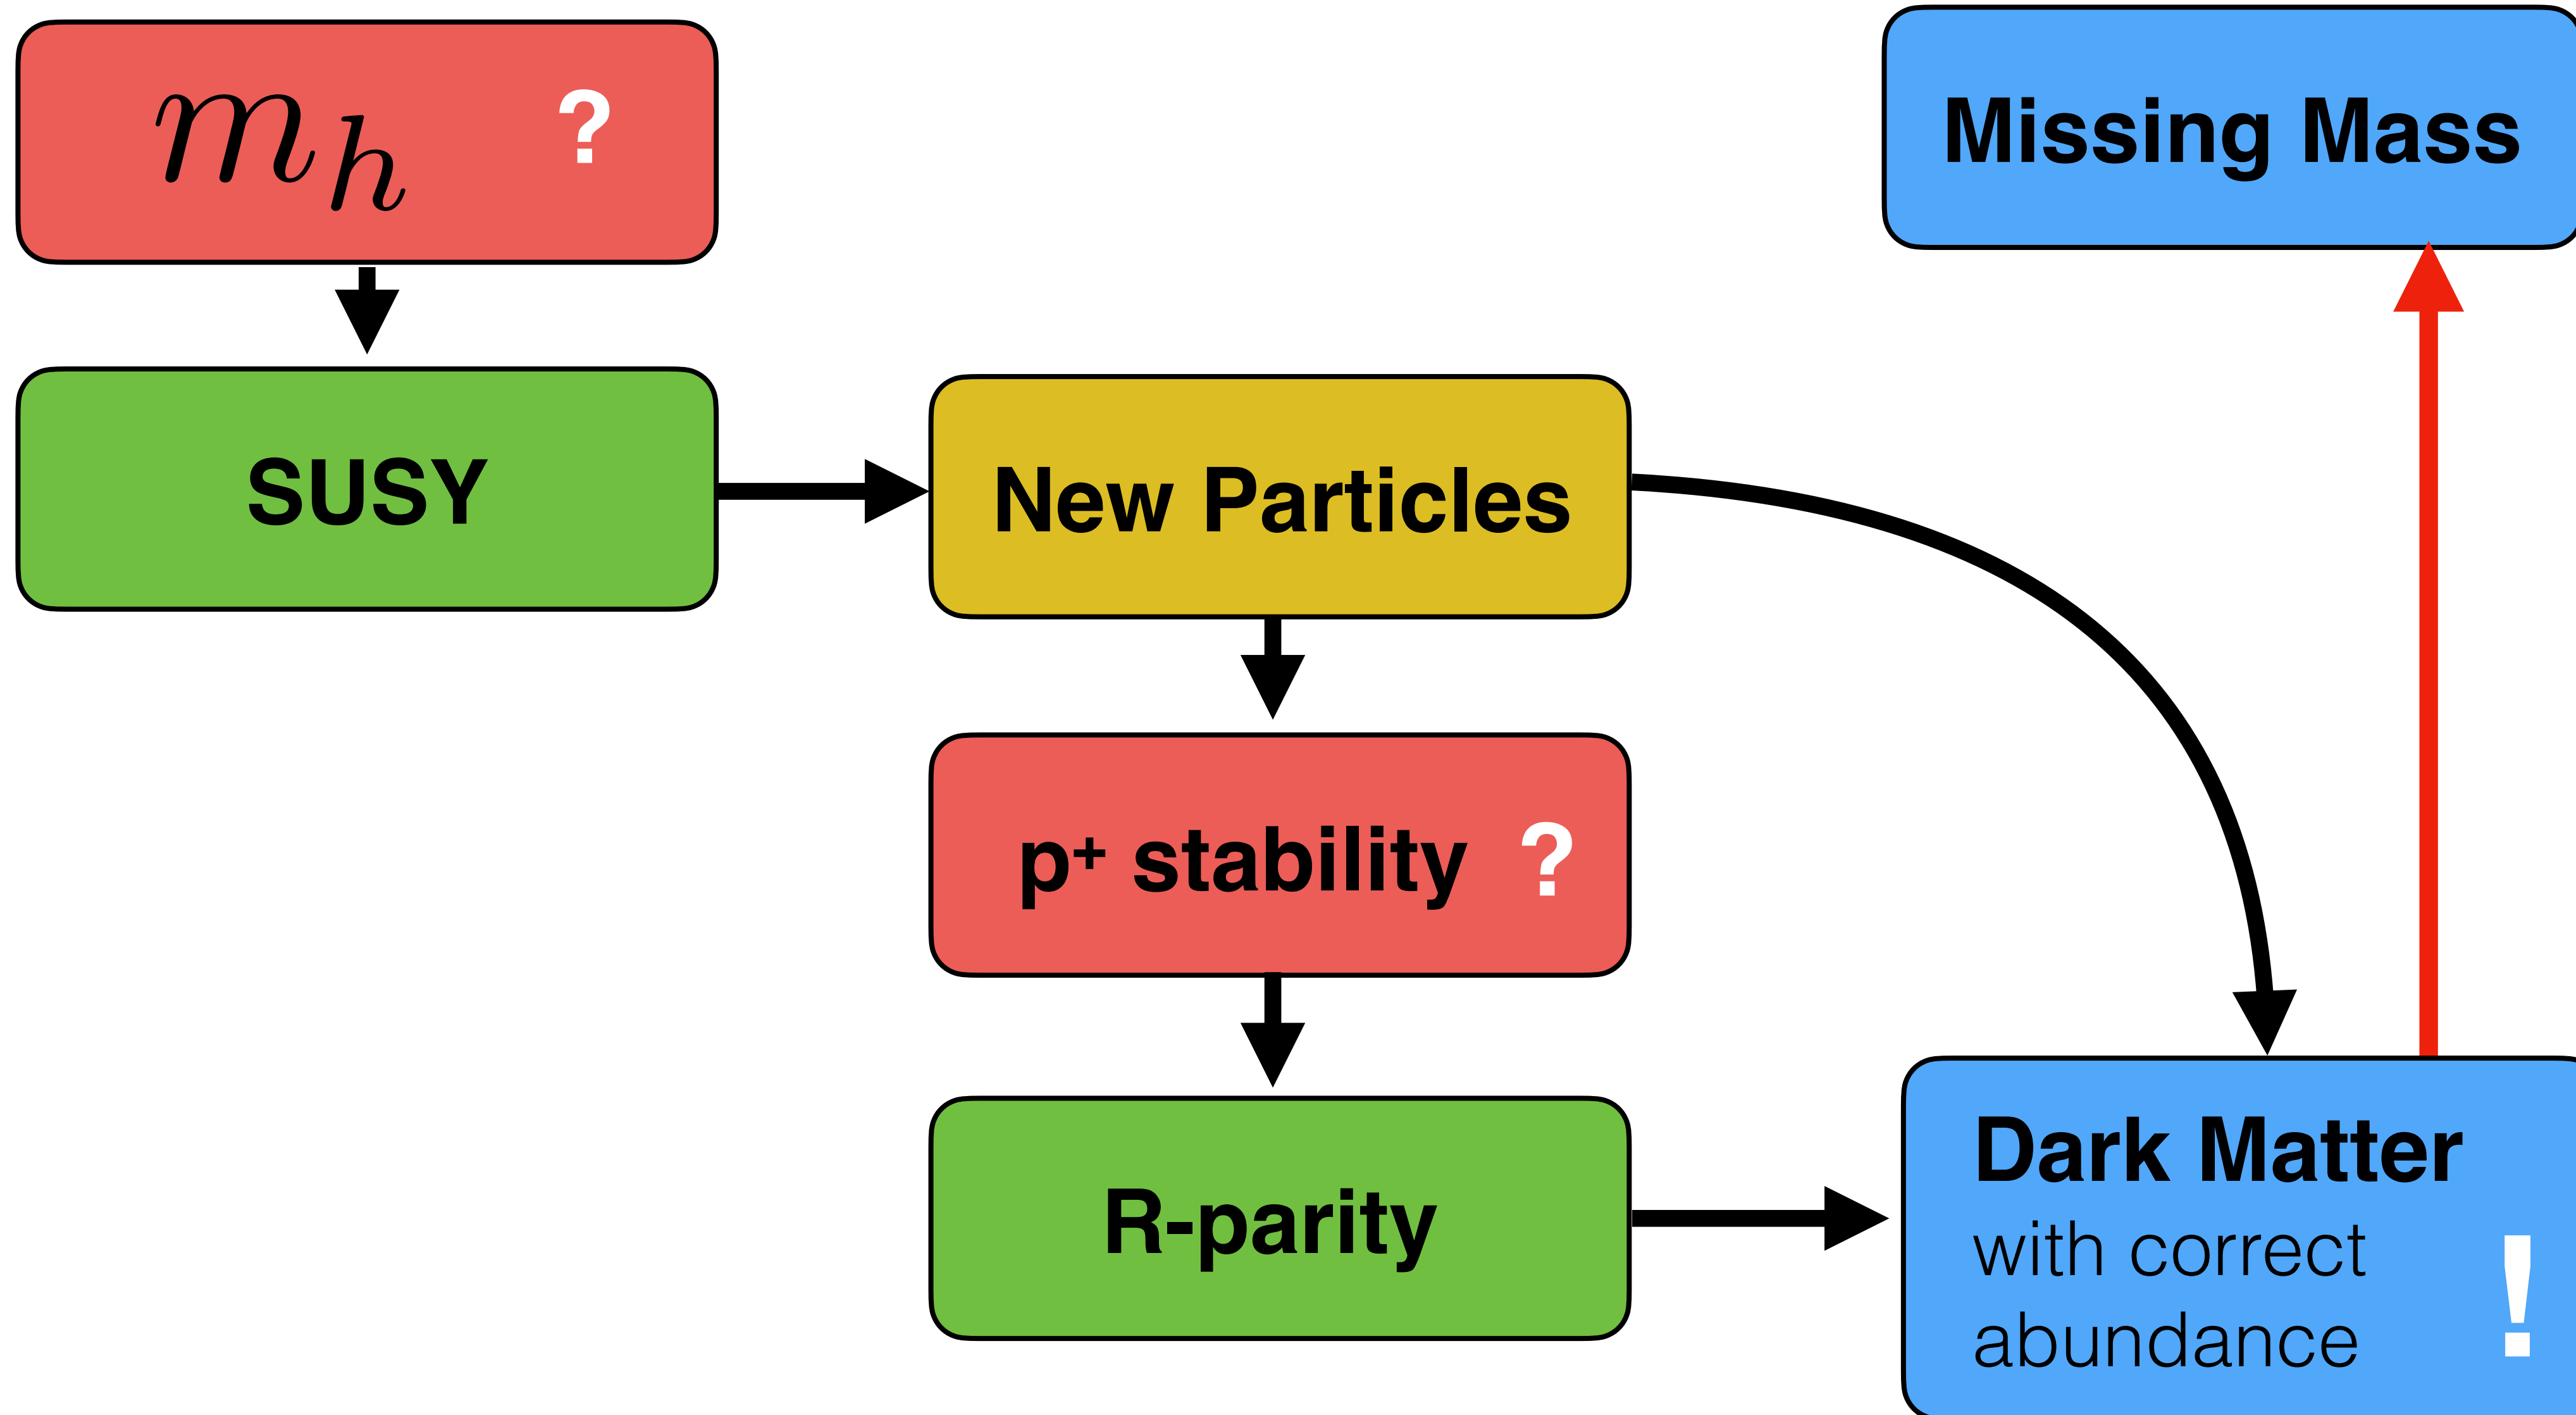 m_h ?
Missing Mass
SUSY
New Particles
p⁺ stability ?
R-parity
Dark Matter
with correct
abundance !